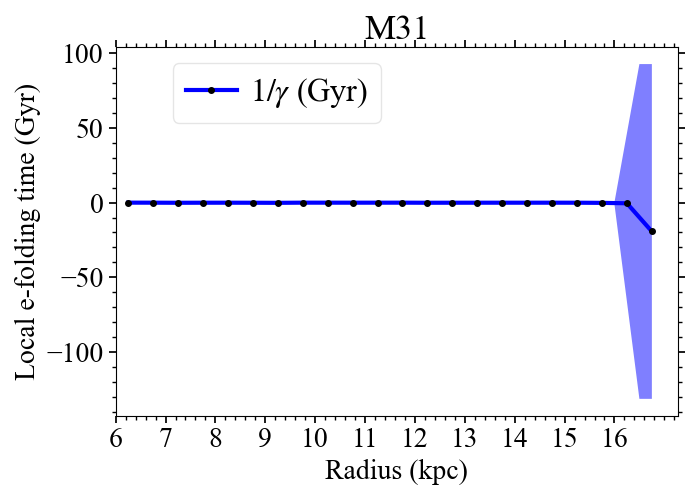 M31
1/γ (Gyr)
Local e-folding time (Gyr)
100
50
0
−50
−100
6 7 8 9 10 11 12 13 14 15 16
Radius (kpc)